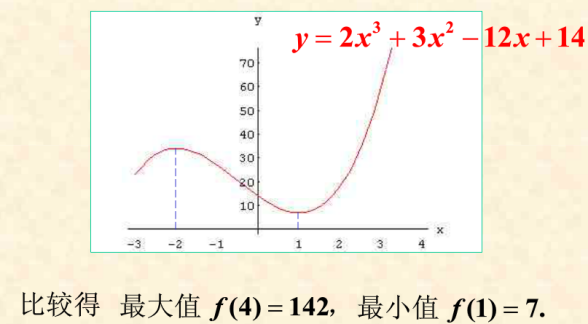 y
y = 2x³ + 3x² − 12x + 14
70
60
50
40
30
20
10
x
-3 -2 -1 1 2 3 4
比较得 最大值 f(4) = 142, 最小值 f(1) = 7.